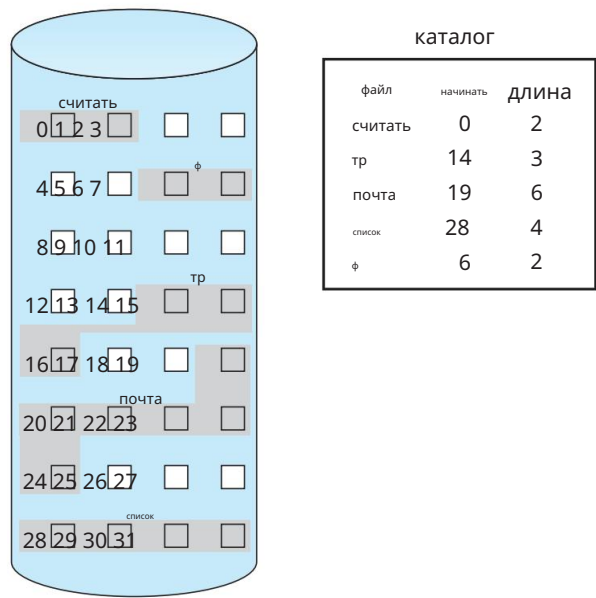 каталог
файл начинать длина
считать 0 2
тр 14 3
почта 19 6
список 28 4
ф 6 2
считать
0 1 2 3
ф
4 5 6 7
8 9 10 11
тр
12 13 14 15
16 17 18 19
почта
20 21 22 23
24 25 26 27
список
28 29 30 31